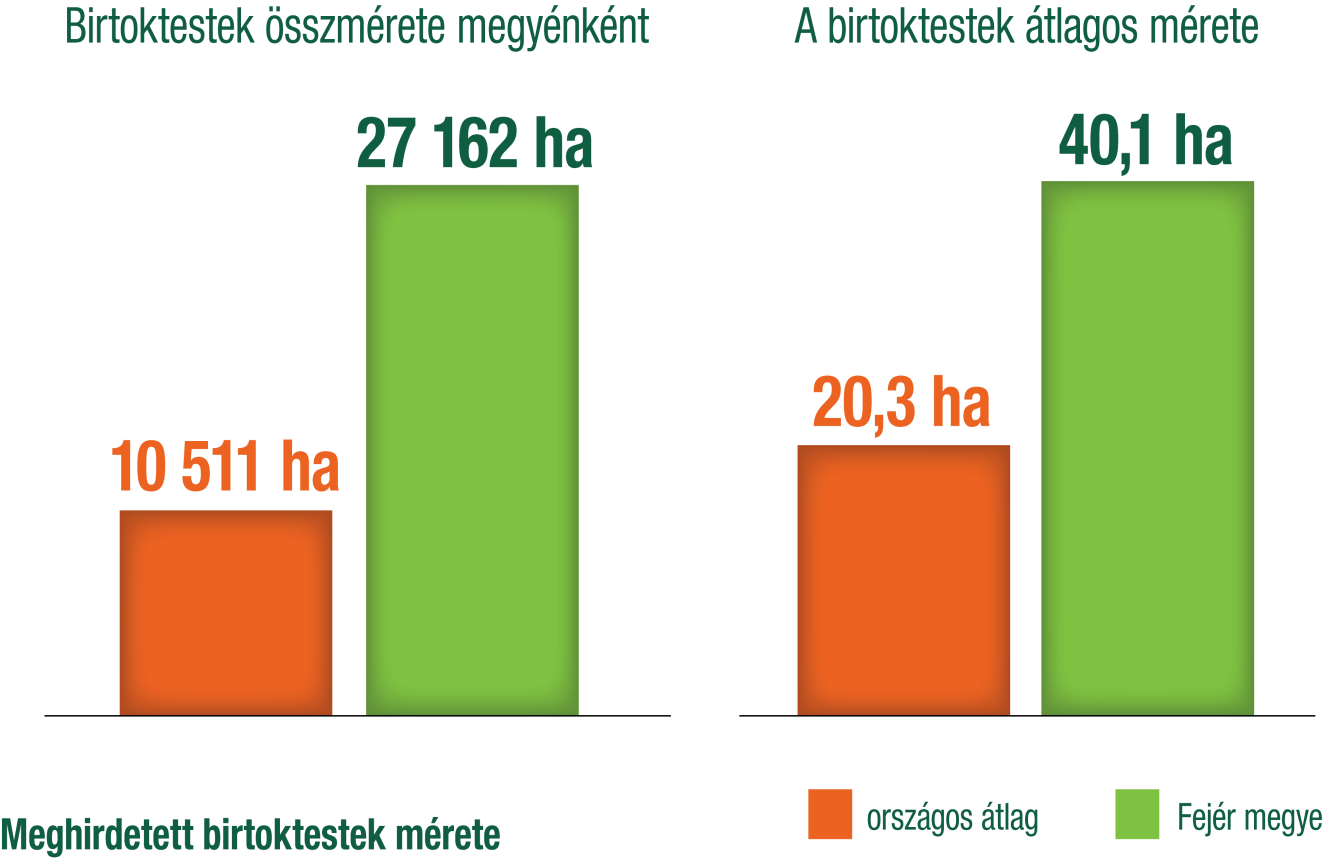 Birtoktestek összmérete megyénként
27 162 ha
10 511 ha
A birtoktestek átlagos mérete
40,1 ha
20,3 ha
országos átlag
Fejér megye
Meghirdetett birtoktestek mérete